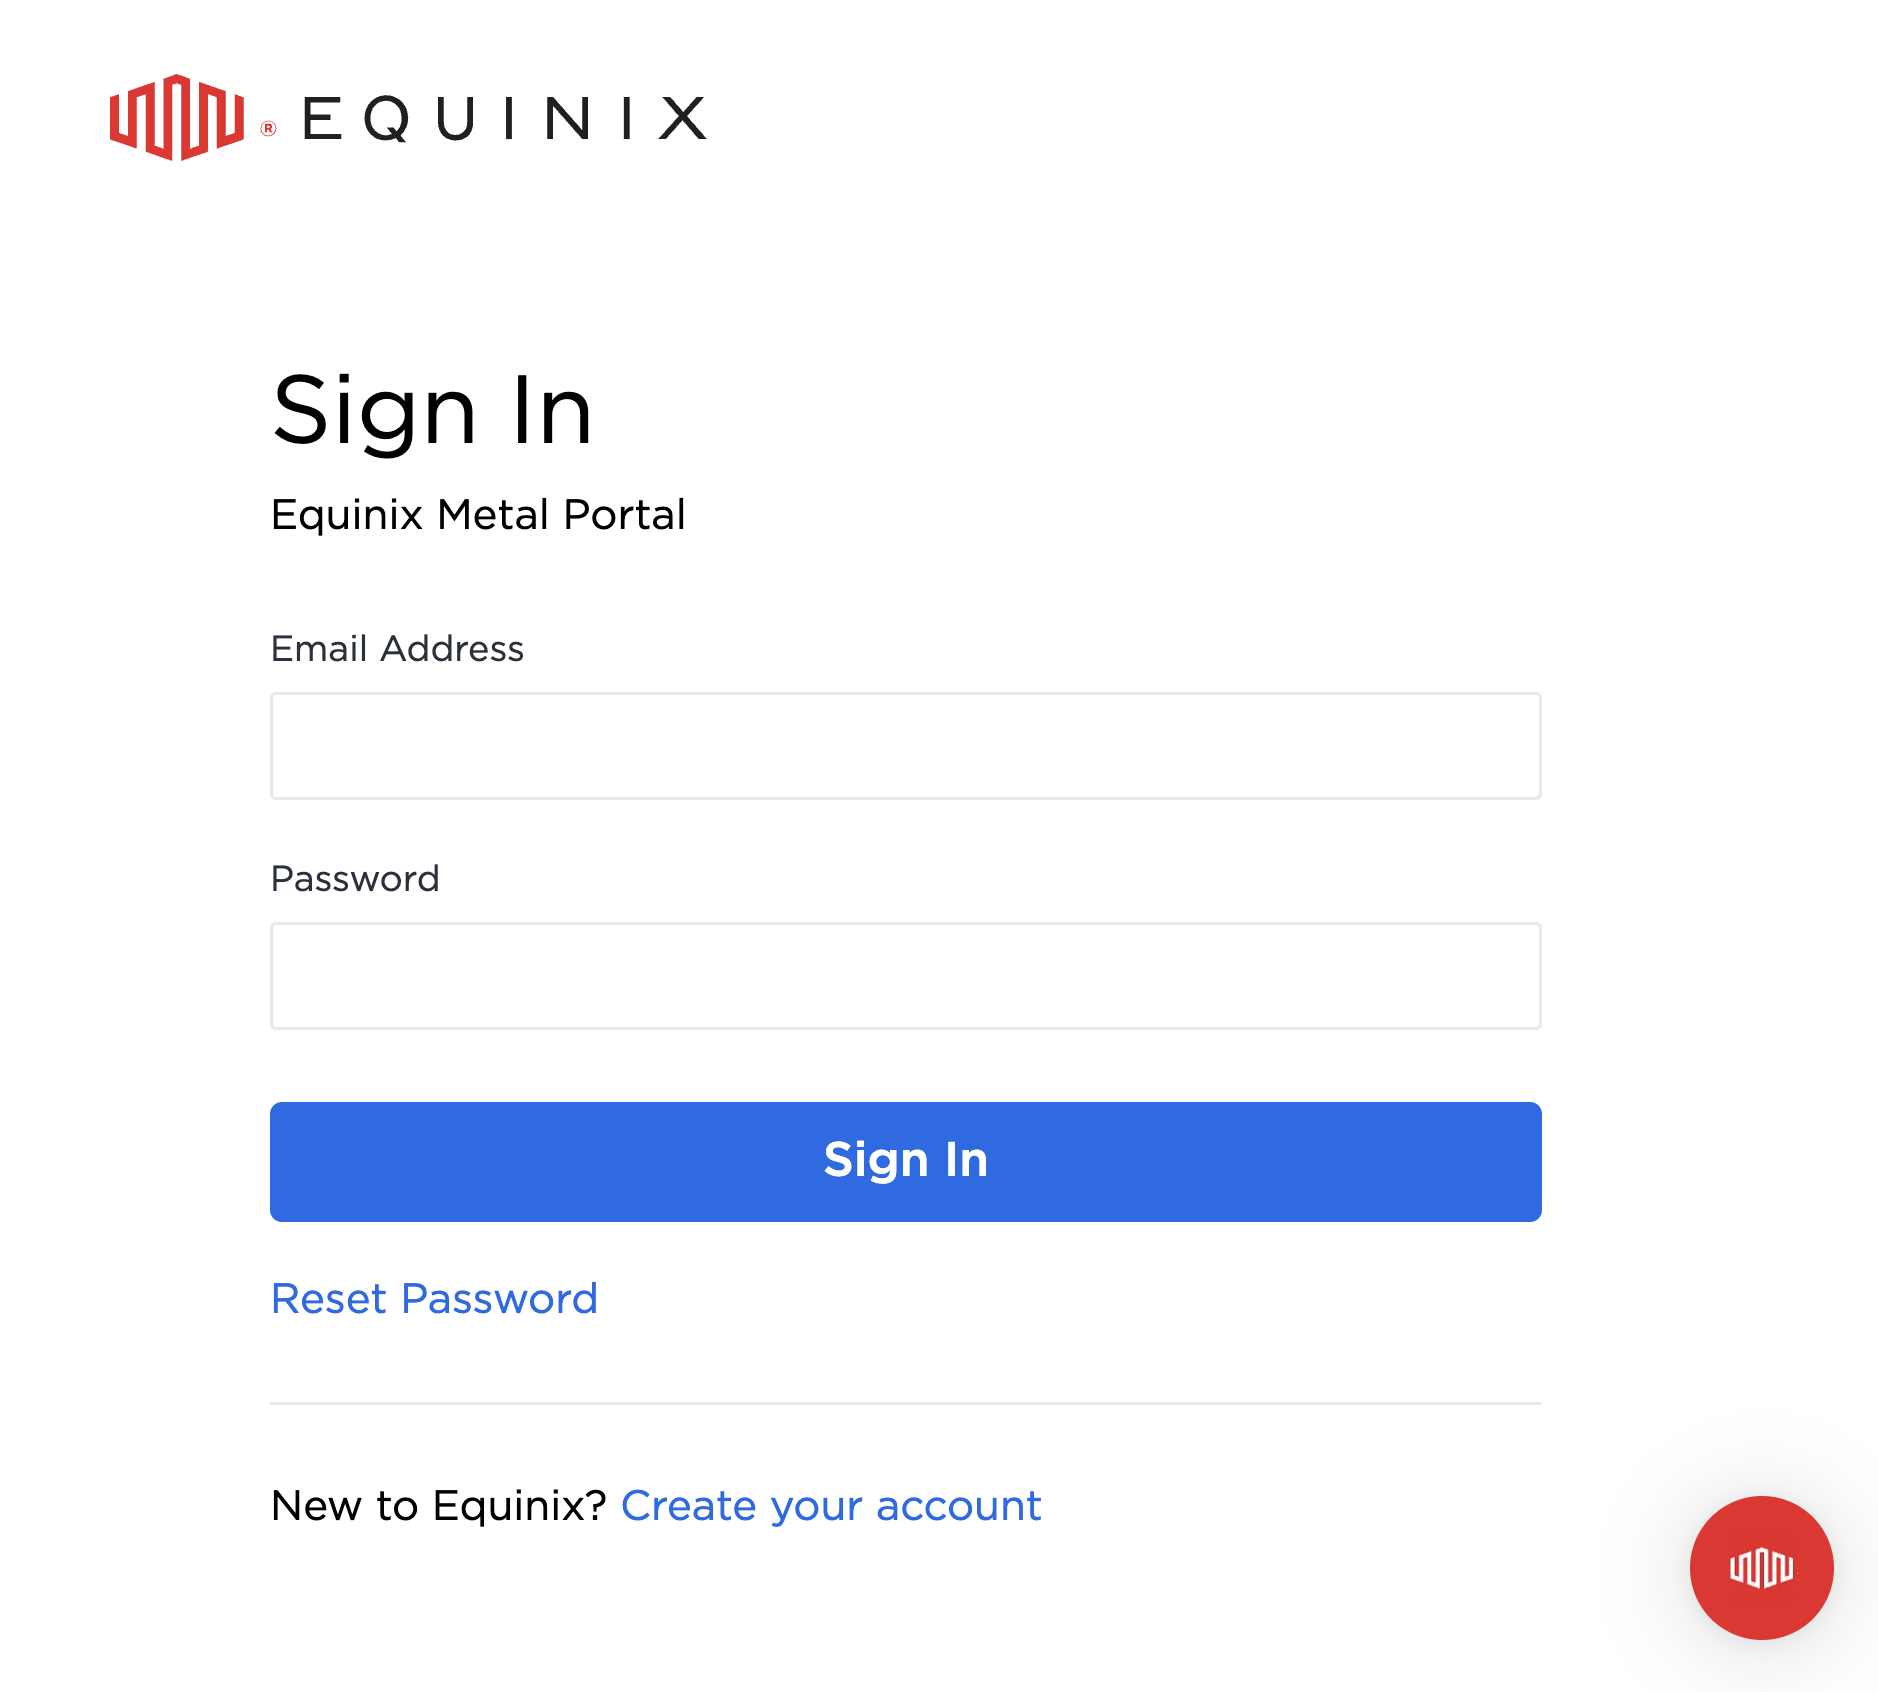 ® EQUINIX
Sign In
Equinix Metal Portal
Email Address
Password
Sign In
Reset Password
New to Equinix? Create your account